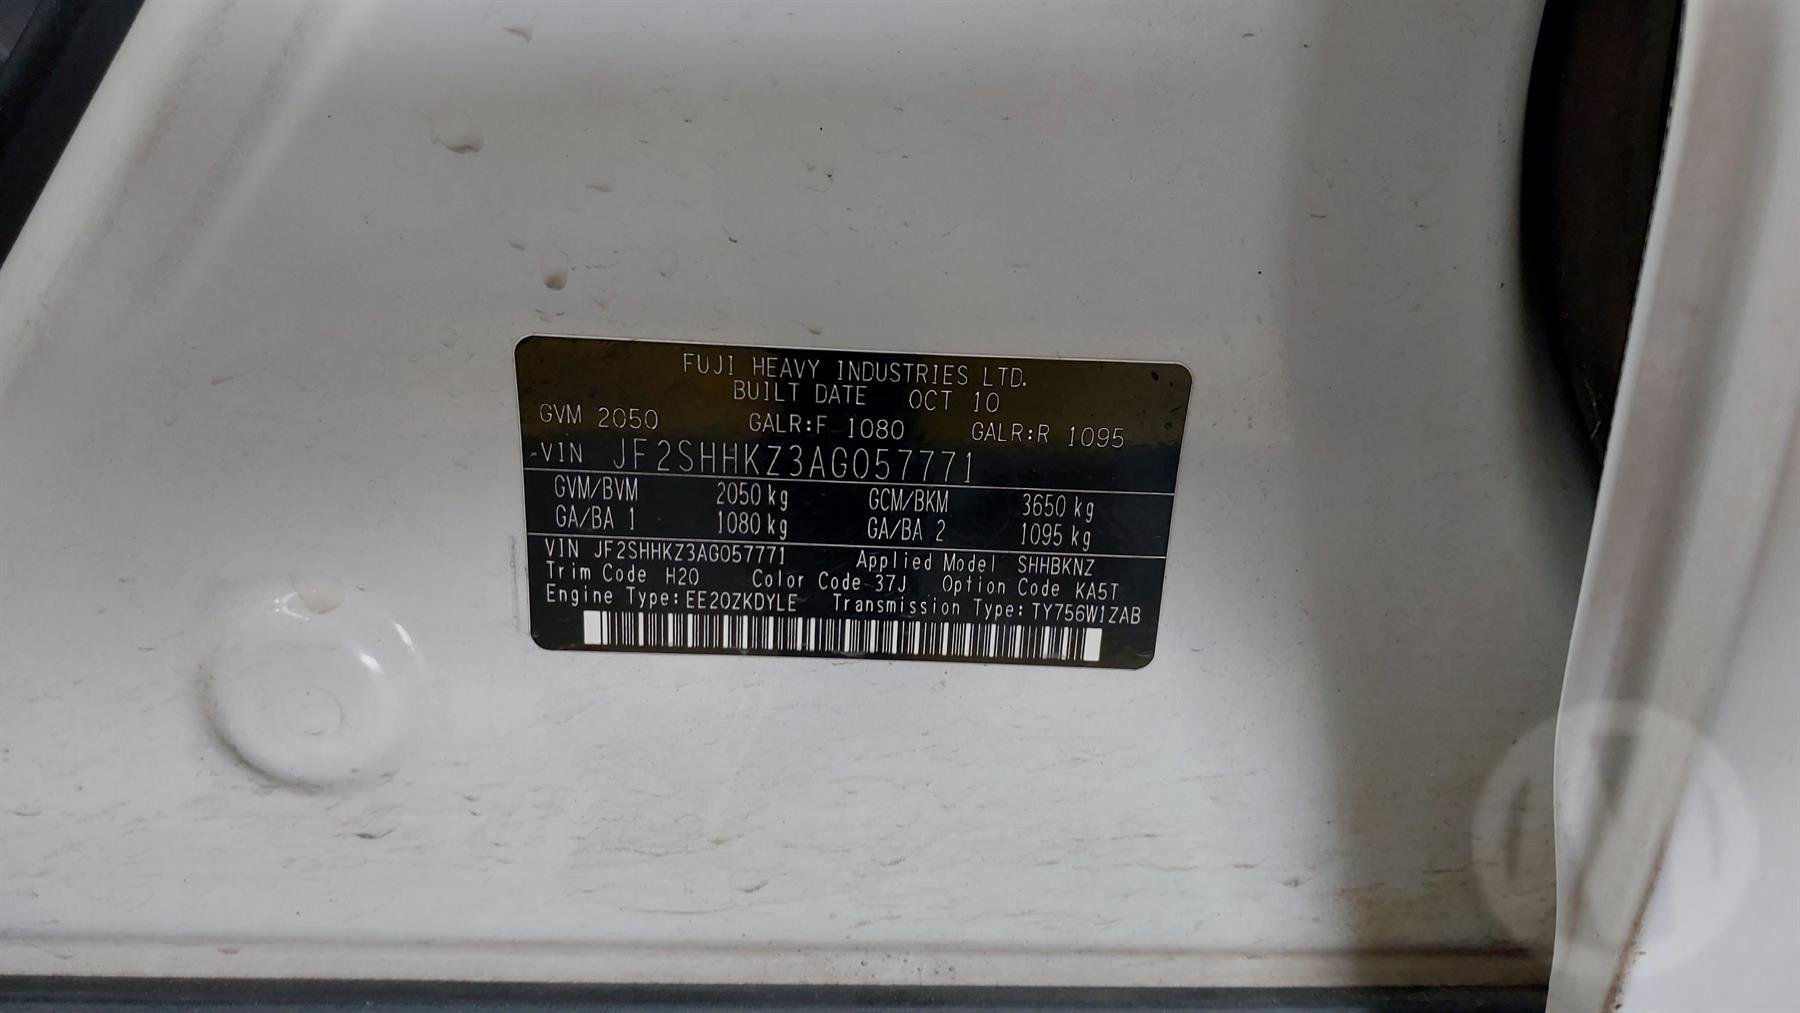 FUJI HEAVY INDUSTRIES LTD.
BUILT DATE OCT 10
GVM 2050 GALR:F 1080 GALR:R 1095
VIN JF2SHHKZ3AG057771
GVM/BVM 2050 kg GCM/BKM 3650 kg
GA/BA 1 1080 kg GA/BA 2 1095 kg
VIN JF2SHHKZ3AG057771 Applied Model SHHBKNZ
Trim Code H20 Color Code 37J Option Code KA5T
Engine Type: EE20ZKDYLE Transmission Type: TY756W1ZAB